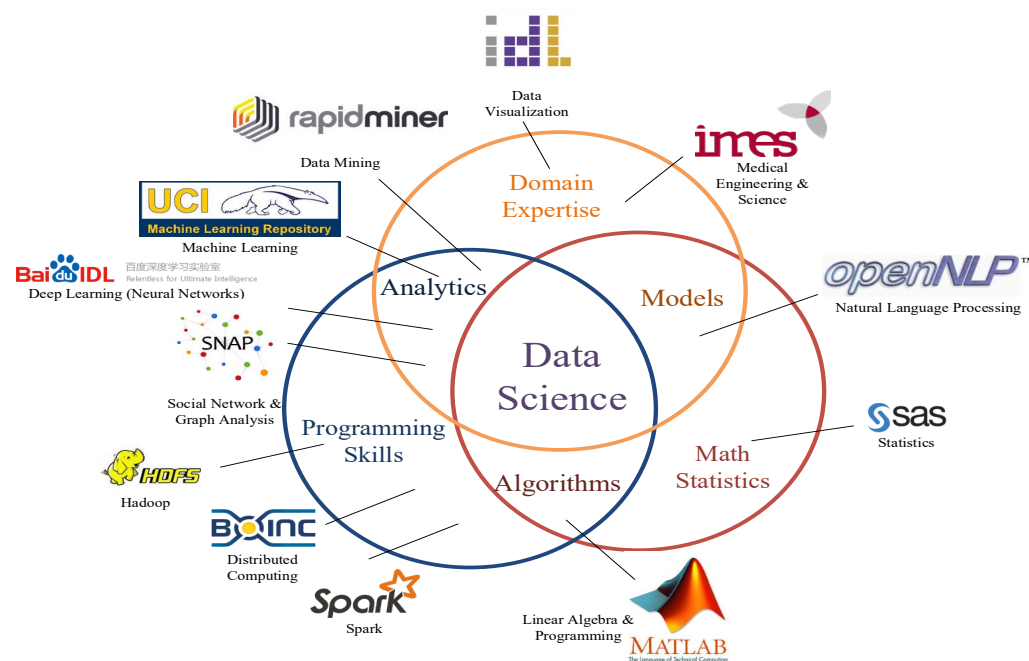 idL
Data
Visualization
rapidminer
imes
Data Mining
Medical
Engineering &
Science
Domain
Expertise
UCI
Machine Learning Repository
Machine Learning
Bai du IDL
百度深度学习实验室
Relentless for Ultimate Intelligence
Deep Learning (Neural Networks)
Analytics
Models
openNLP™
Natural Language Processing
SNAP
Data
Science
Social Network &
Graph Analysis
sas
Statistics
Programming
Skills
Math
Statistics
HDFS
Hadoop
Algorithms
BOINC
Distributed
Computing
Spark
Spark
Linear Algebra &
Programming
MATLAB
The Language of Technical Computing